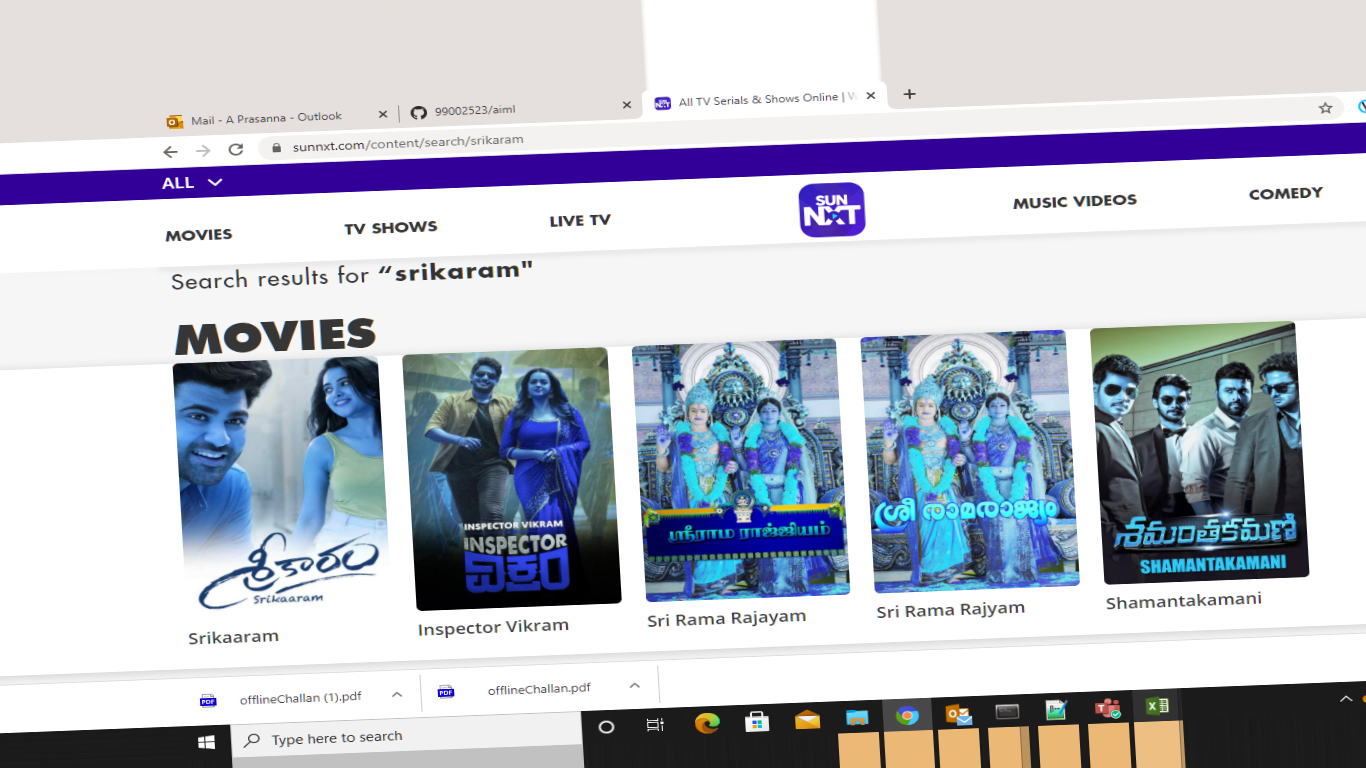 Mail - A Prasanna - Outlook
99002523/aiml
All TV Serials & Shows Online |
sunnxt.com/content/search/srikaram
ALL
MOVIES
TV SHOWS
LIVE TV
SUN
NXT
MUSIC VIDEOS
COMEDY
Search results for “srikaram"
MOVIES
శ్రీకారం
Srikaaram
INSPECTOR VIKRAM
INSPECTOR
ವಿಕ್ರಂ
ஸ்ரீராம ராஜ்ஜியம்
ശ്രീ രാമരാജ്യം
శమంతకమణి
SHAMANTAKAMANI
Srikaaram
Inspector Vikram
Sri Rama Rajayam
Sri Rama Rajyam
Shamantakamani
PDF
offlineChallan (1).pdf
PDF
offlineChallan.pdf
Type here to search